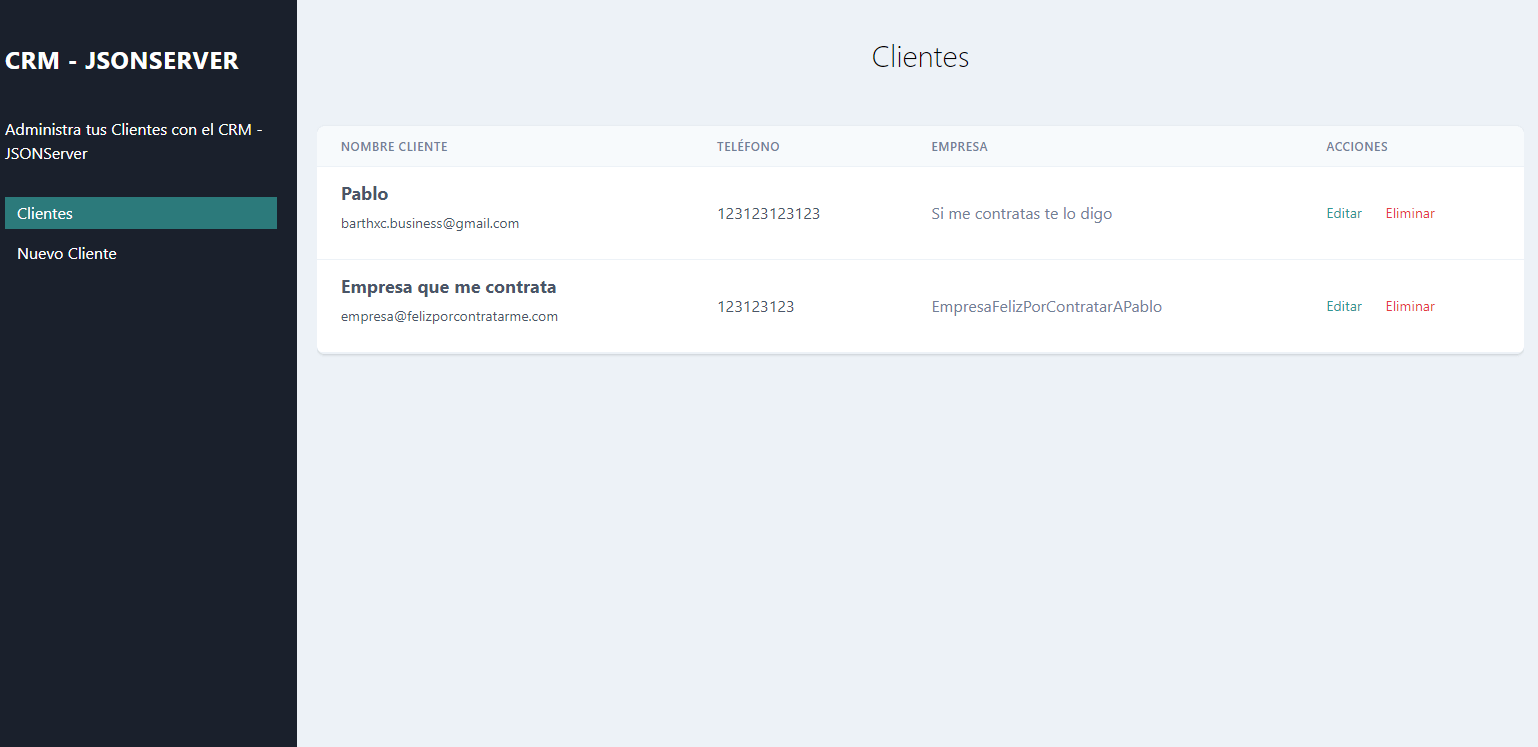 CRM - JSONSERVER
Administra tus Clientes con el CRM -
JSONServer
Clientes
Nuevo Cliente
Clientes
NOMBRE CLIENTE TELÉFONO EMPRESA ACCIONES
Pablo
barthxc.business@gmail.com
123123123123 Si me contratas te lo digo Editar Eliminar
Empresa que me contrata
empresa@felizporcontratarme.com
123123123 EmpresaFelizPorContratarAPablo Editar Eliminar